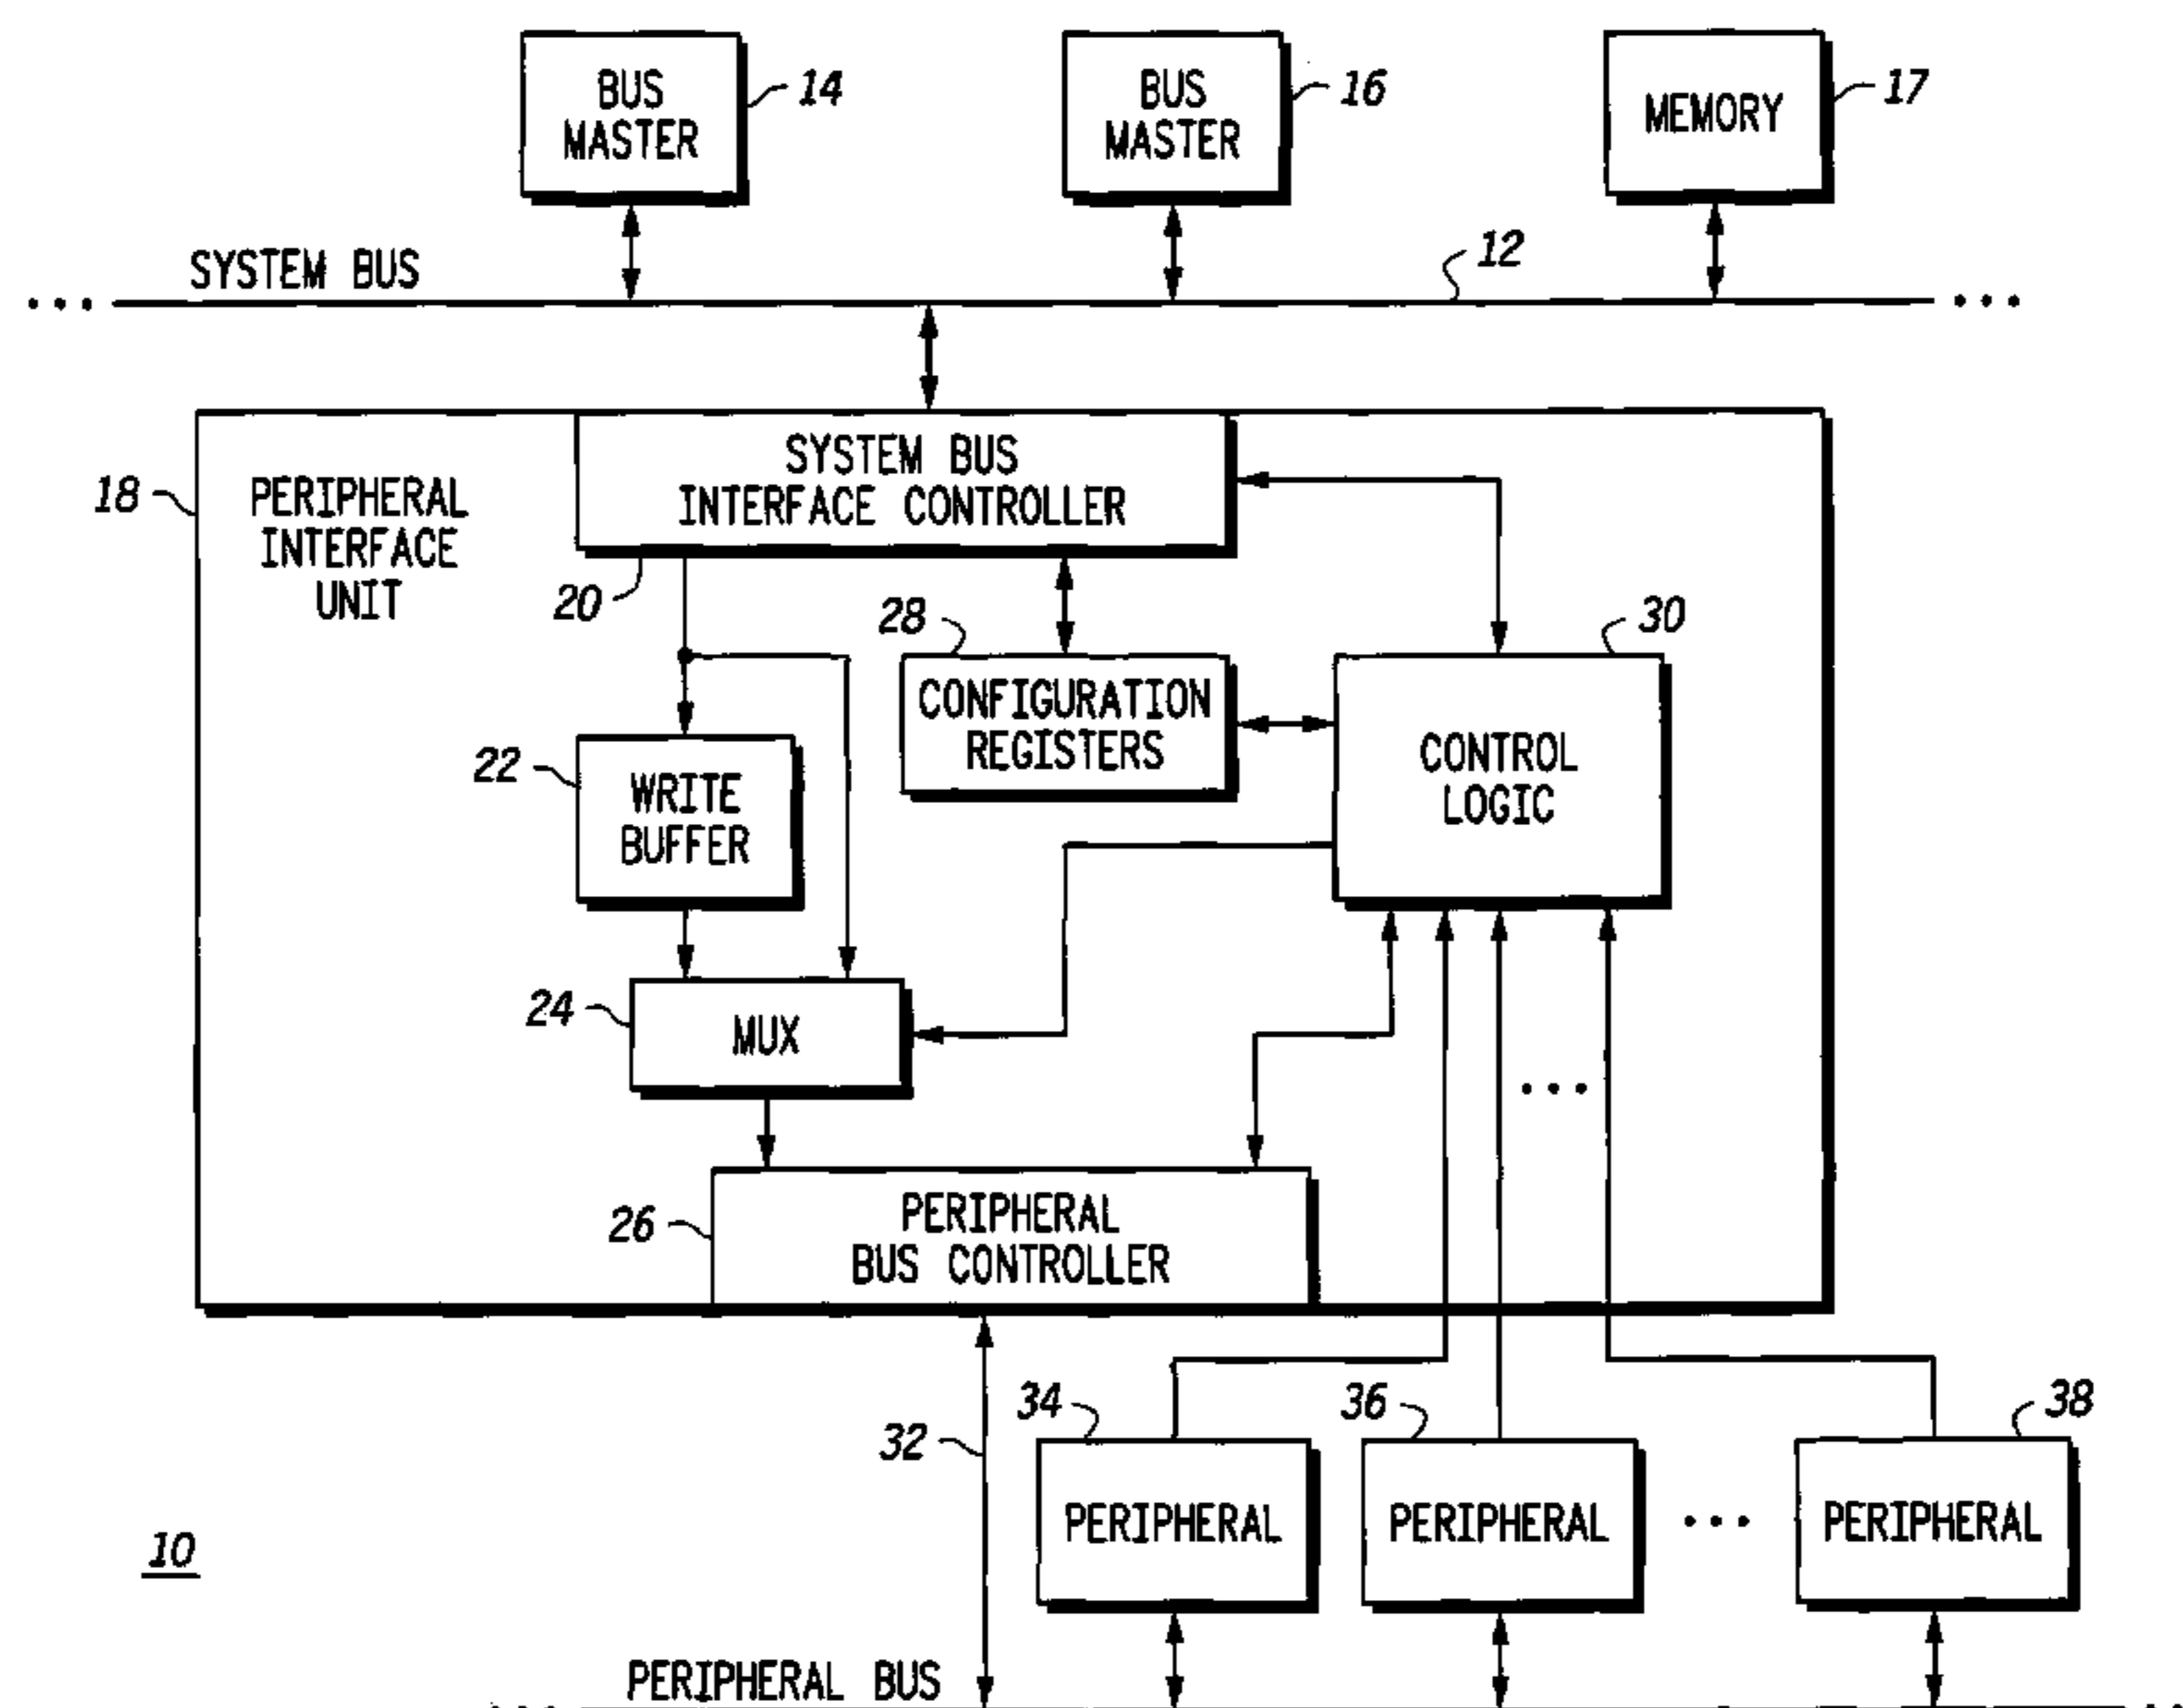 BUS
MASTER
14
BUS
MASTER
16
MEMORY
17
SYSTEM BUS
12
SYSTEM BUS
INTERFACE CONTROLLER
18
PERIPHERAL
INTERFACE
UNIT
20
28
30
CONFIGURATION
REGISTERS
CONTROL
LOGIC
22
WRITE
BUFFER
24
MUX
26
PERIPHERAL
BUS CONTROLLER
34
36
38
32
PERIPHERAL
PERIPHERAL
PERIPHERAL
10
PERIPHERAL BUS